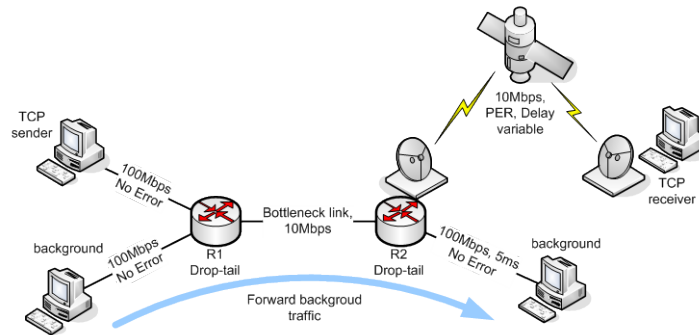 TCP
sender
100Mbps
No Error
background
100Mbps
No Error
R1
Drop-tail
Bottleneck link,
10Mbps
R2
Drop-tail
10Mbps,
PER, Delay
variable
TCP
receiver
100Mbps, 5ms
No Error
background
Forward backgroud
traffic